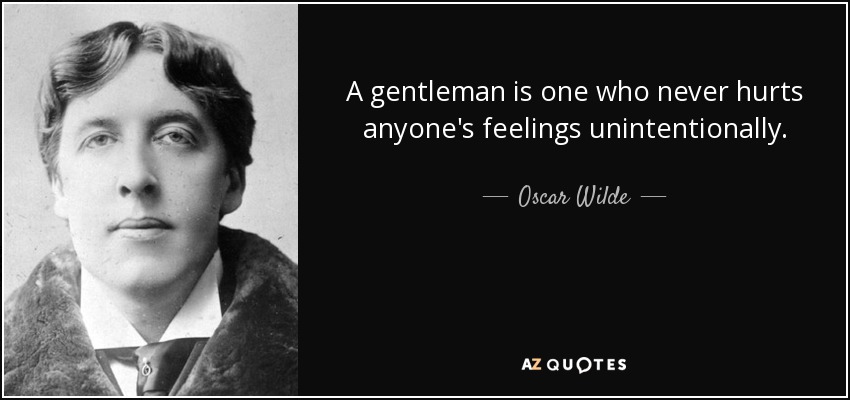 A gentleman is one who never hurts
anyone's feelings unintentionally.
— Oscar Wilde —
AZ QUOTES